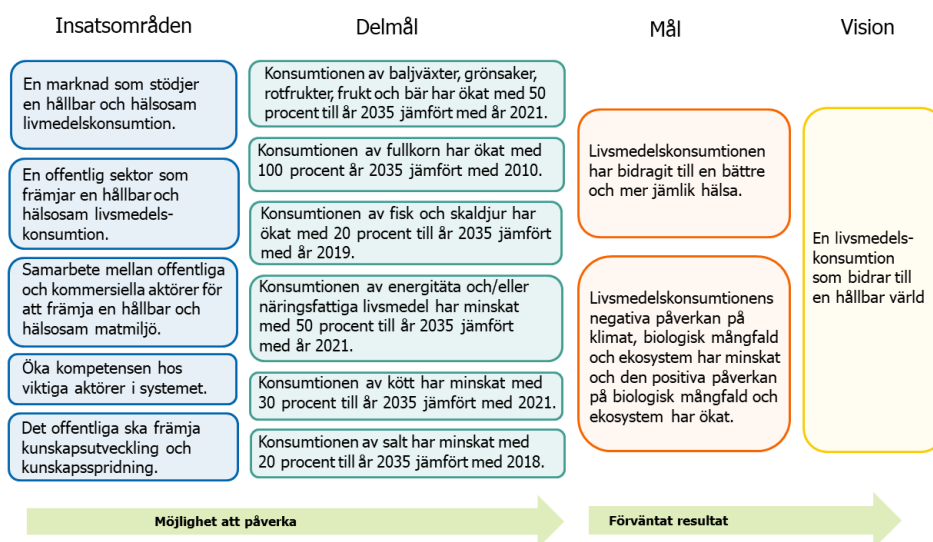 Insatsområden
Delmål
Mål
Vision
En marknad som stödjer
en hållbar och hälsosam
livmedelskonsumtion.
En offentlig sektor som
främjar en hållbar och
hälsosam livsmedels-
konsumtion.
Samarbete mellan offentliga
och kommersiella aktörer för
att främja en hållbar och
hälsosam matmiljö.
Öka kompetensen hos
viktiga aktörer i systemet.
Det offentliga ska främja
kunskapsutveckling och
kunskapsspridning.
Konsumtionen av baljväxter, grönsaker,
rotfrukter, frukt och bär har ökat med 50
procent till år 2035 jämfört med år 2021.
Konsumtionen av fullkorn har ökat med
100 procent år 2035 jämfört med 2010.
Konsumtionen av fisk och skaldjur har
ökat med 20 procent till år 2035 jämfört
med år 2019.
Konsumtionen av energitäta och/eller
näringsfattiga livsmedel har minskat
med 50 procent till år 2035 jämfört
med år 2021.
Konsumtionen av kött har minskat med
30 procent till år 2035 jämfört med 2021.
Konsumtionen av salt har minskat med
20 procent till år 2035 jämfört med 2018.
Livsmedelskonsumtionen
har bidragit till en bättre
och mer jämlik hälsa.
Livsmedelskonsumtionens
negativa påverkan på
klimat, biologisk mångfald
och ekosystem har minskat
och den positiva påverkan
på biologisk mångfald och
ekosystem har ökat.
En livsmedels-
konsumtion
som bidrar till
en hållbar värld
Möjlighet att påverka
Förväntat resultat